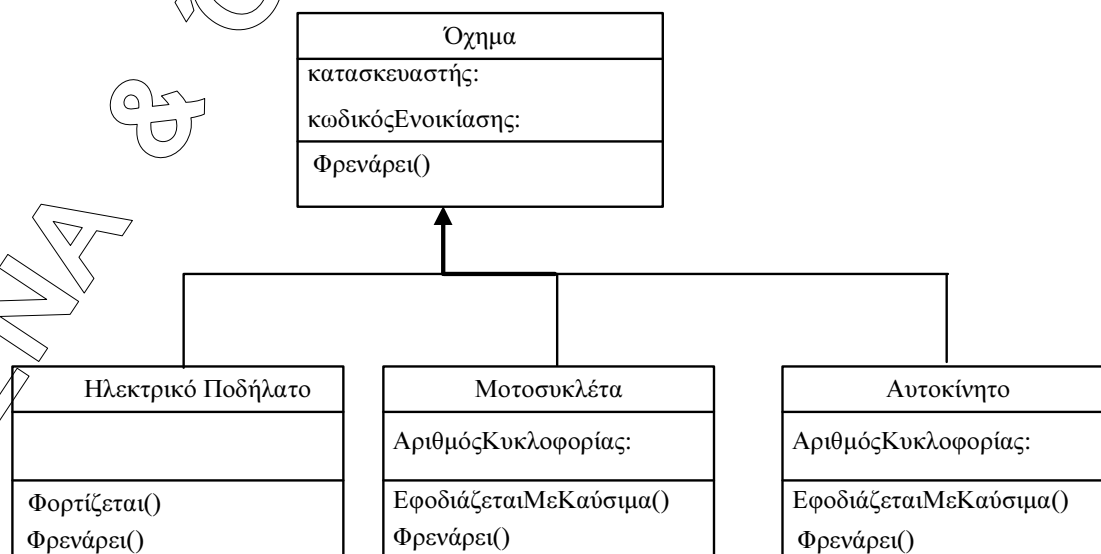 Όχημα
κατασκευαστής:
κωδικόςΕνοικίασης:
Φρενάρει()
Ηλεκτρικό Ποδήλατο
Φορτίζεται()
Φρενάρει()
Μοτοσυκλέτα
ΑριθμόςΚυκλοφορίας:
ΕφοδιάζεταιΜεΚαύσιμα()
Φρενάρει()
Αυτοκίνητο
ΑριθμόςΚυκλοφορίας:
ΕφοδιάζεταιΜεΚαύσιμα()
Φρενάρει()